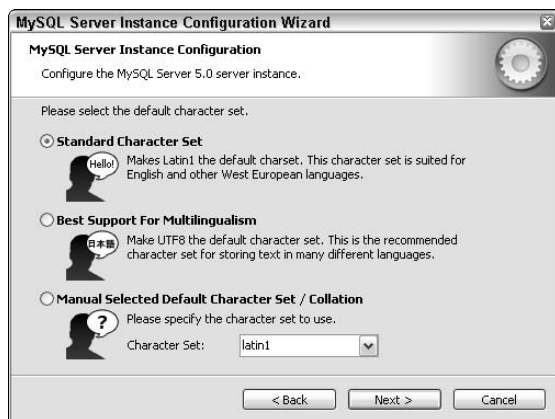 MySQL Server Instance Configuration Wizard
MySQL Server Instance Configuration
Configure the MySQL Server 5.0 server instance.
Please select the default character set.
Standard Character Set
Hello!
Makes Latin1 the default charset. This character set is suited for
English and other West European languages.
Best Support For Multilingualism
日本語
Make UTF8 the default character set. This is the recommended
character set for storing text in many different languages.
Manual Selected Default Character Set / Collation
?
Please specify the character set to use.
Character Set: latin1
< Back Next > Cancel